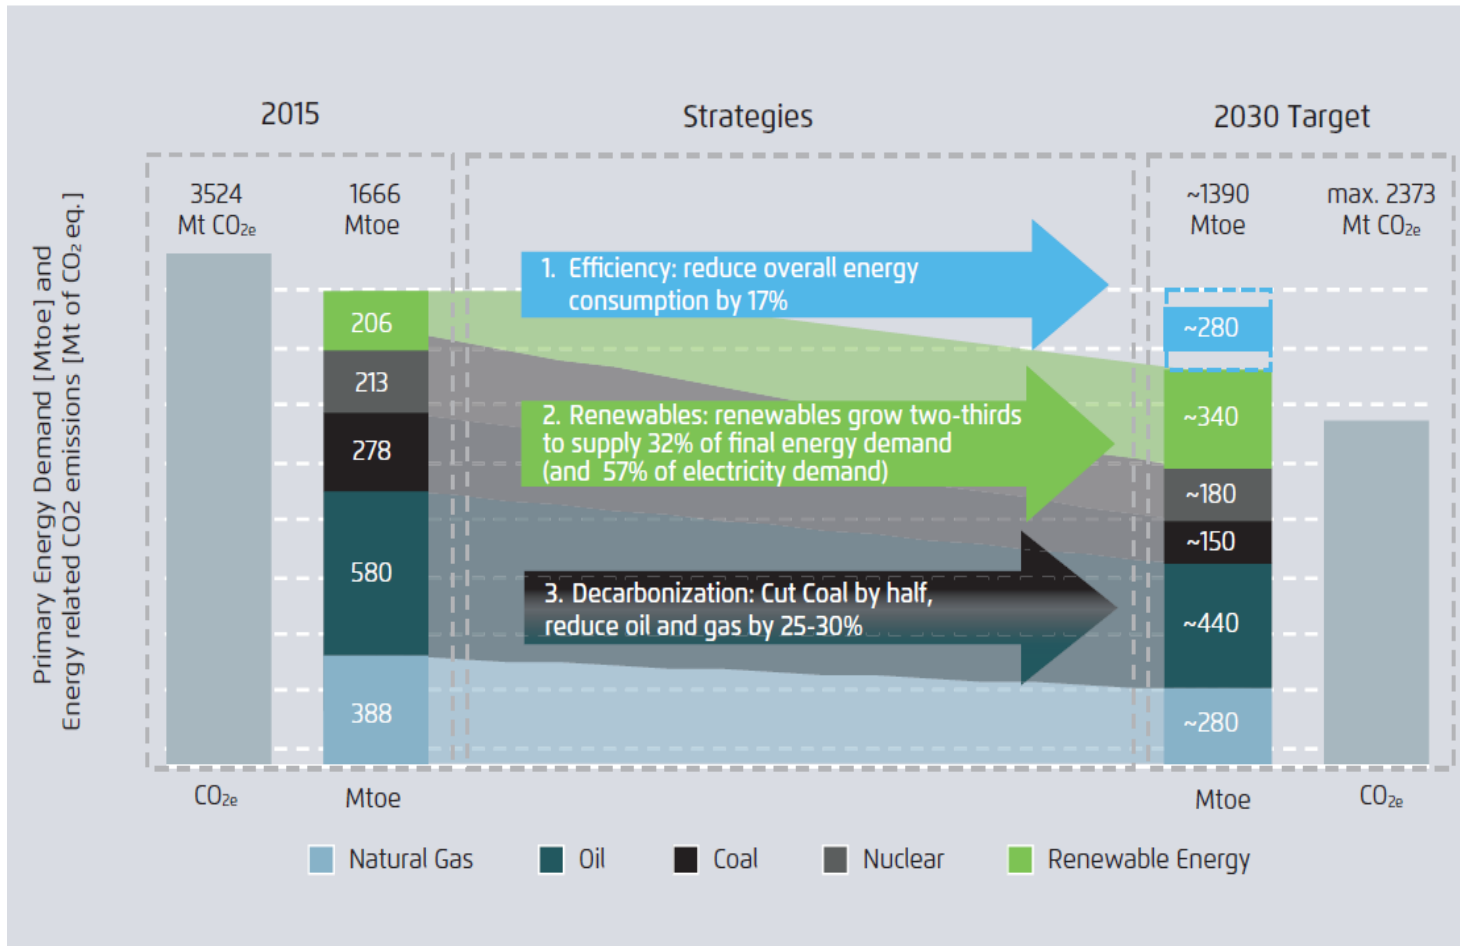 2015
Strategies
2030 Target
3524
Mt CO₂e
1666
Mtoe
~1390
Mtoe
max. 2373
Mt CO₂e
Primary Energy Demand [Mtoe] and
Energy related CO2 emissions [Mt of CO₂ eq.]
206
213
278
580
388
1. Efficiency: reduce overall energy
consumption by 17%
2. Renewables: renewables grow two-thirds
to supply 32% of final energy demand
(and 57% of electricity demand)
3. Decarbonization: Cut Coal by half,
reduce oil and gas by 25-30%
~280
~340
~180
~150
~440
~280
CO₂e
Mtoe
Mtoe
CO₂e
Natural Gas
Oil
Coal
Nuclear
Renewable Energy